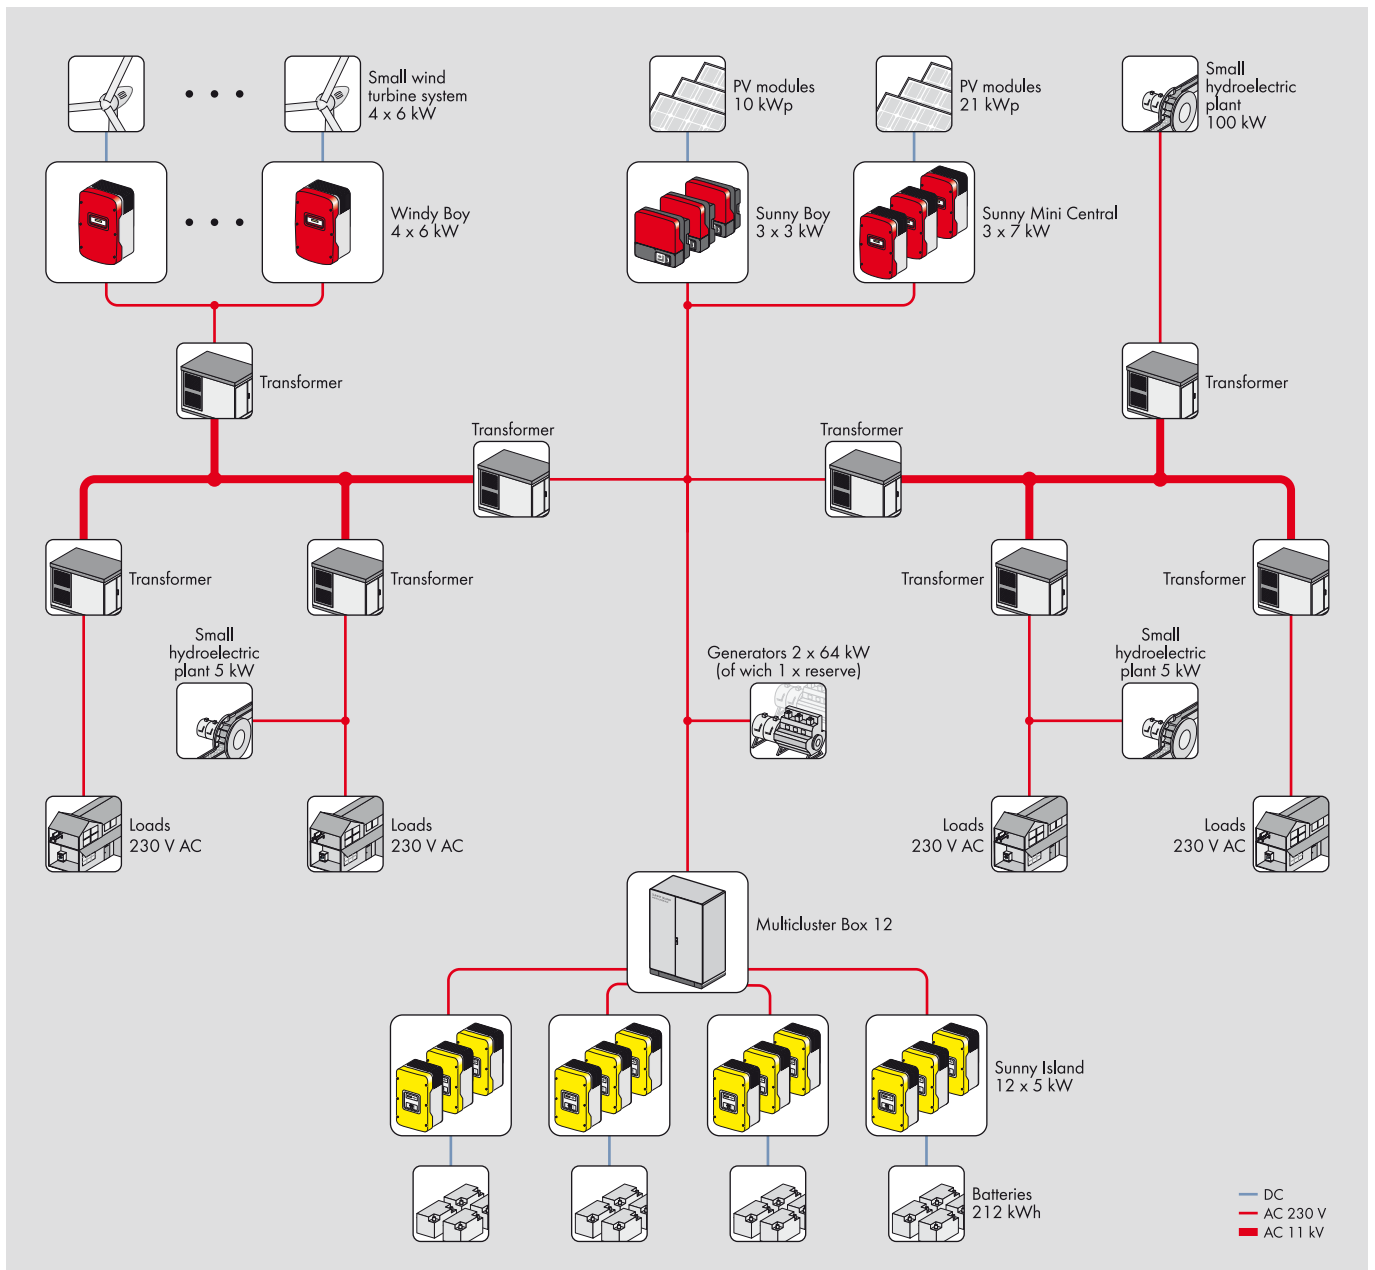 Small wind
turbine system
4 x 6 kW
PV modules
10 kWp
PV modules
21 kWp
Small
hydroelectric
plant
100 kW
Windy Boy
4 x 6 kW
Sunny Boy
3 x 3 kW
Sunny Mini Central
3 x 7 kW
Transformer
Transformer
Transformer
Transformer
Transformer
Transformer
Transformer
Transformer
Small
hydroelectric
plant 5 kW
Generators 2 x 64 kW
(of wich 1 x reserve)
Small
hydroelectric
plant 5 kW
Loads
230 V AC
Loads
230 V AC
Loads
230 V AC
Loads
230 V AC
Multicluster Box 12
Sunny Island
12 x 5 kW
Batteries
212 kWh
DC
AC 230 V
AC 11 kV